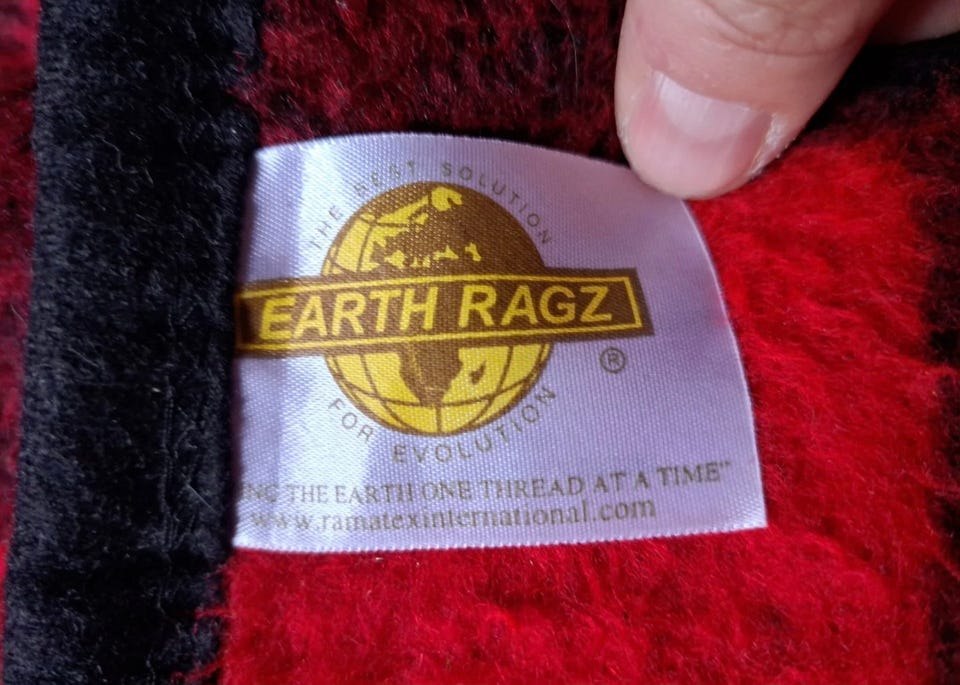 THE BEST SOLUTION
EARTH RAGZ
®
FOR EVOLUTION
THE EARTH ONE THREAD AT A TIME"
www.ramatexinternational.com